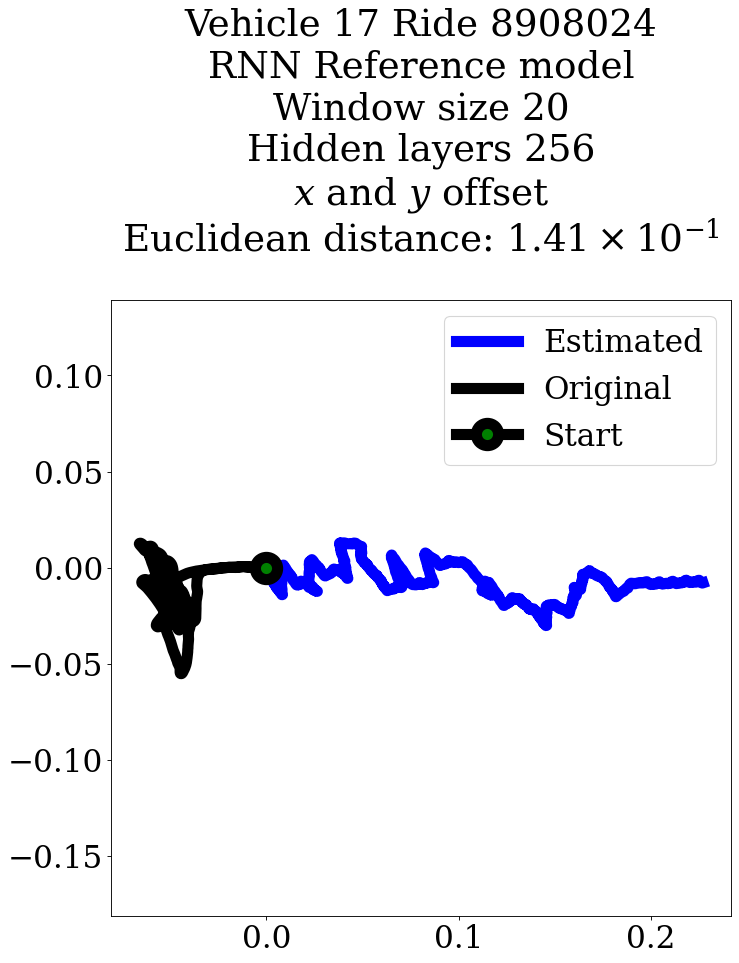 Vehicle 17 Ride 8908024
RNN Reference model
Window size 20
Hidden layers 256
x and y offset
Euclidean distance: 1.41 × 10⁻¹
Estimated
Original
Start
0.10
0.05
0.00
−0.05
−0.10
−0.15
0.0 0.1 0.2